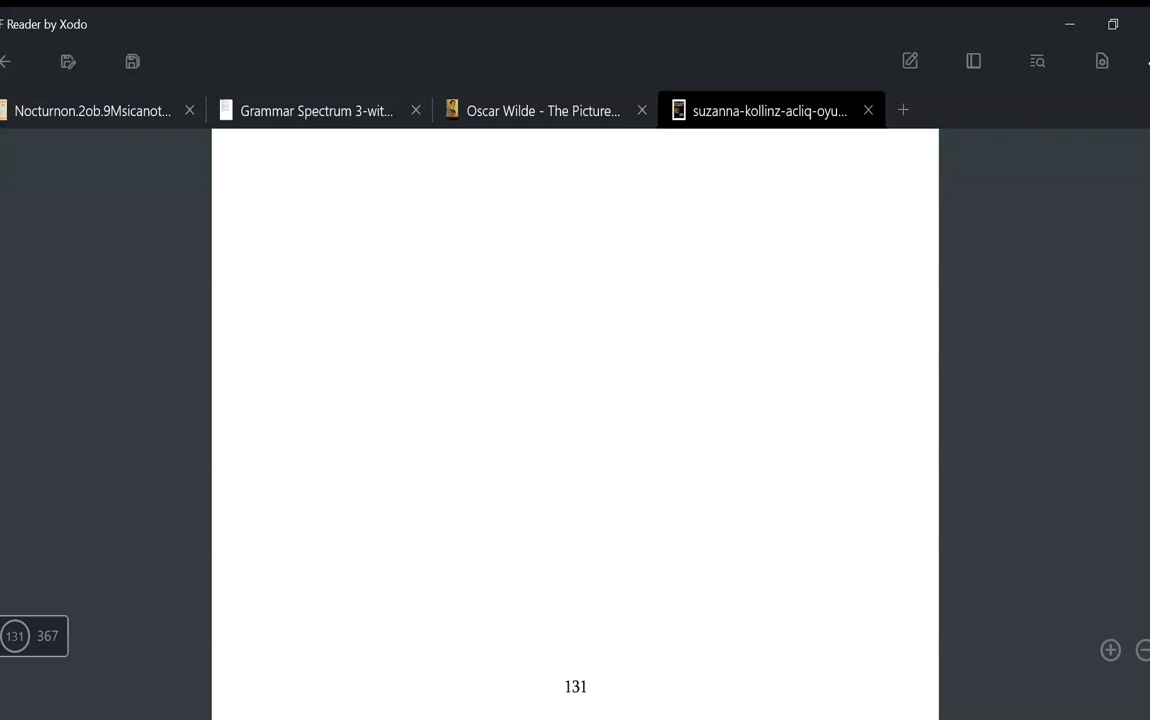 F Reader by Xodo
Nocturnon.2ob.9Msicanot...
Grammar Spectrum 3-wit...
Oscar Wilde - The Picture...
suzanna-kollinz-acliq-oyu...
131 367
131